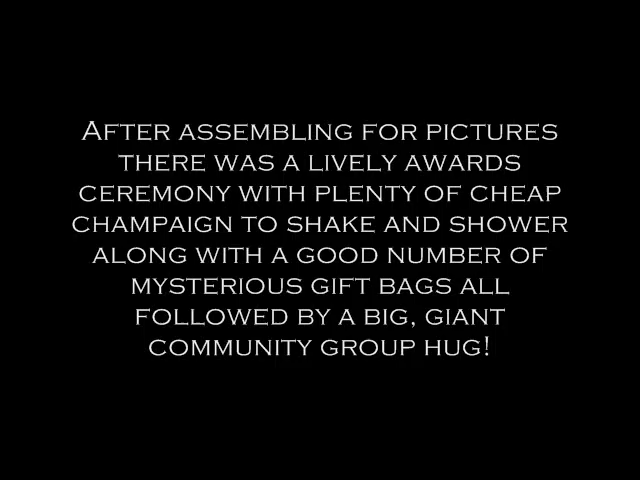 After assembling for pictures
there was a lively awards
ceremony with plenty of cheap
champaign to shake and shower
along with a good number of
mysterious gift bags all
followed by a big, giant
community group hug!